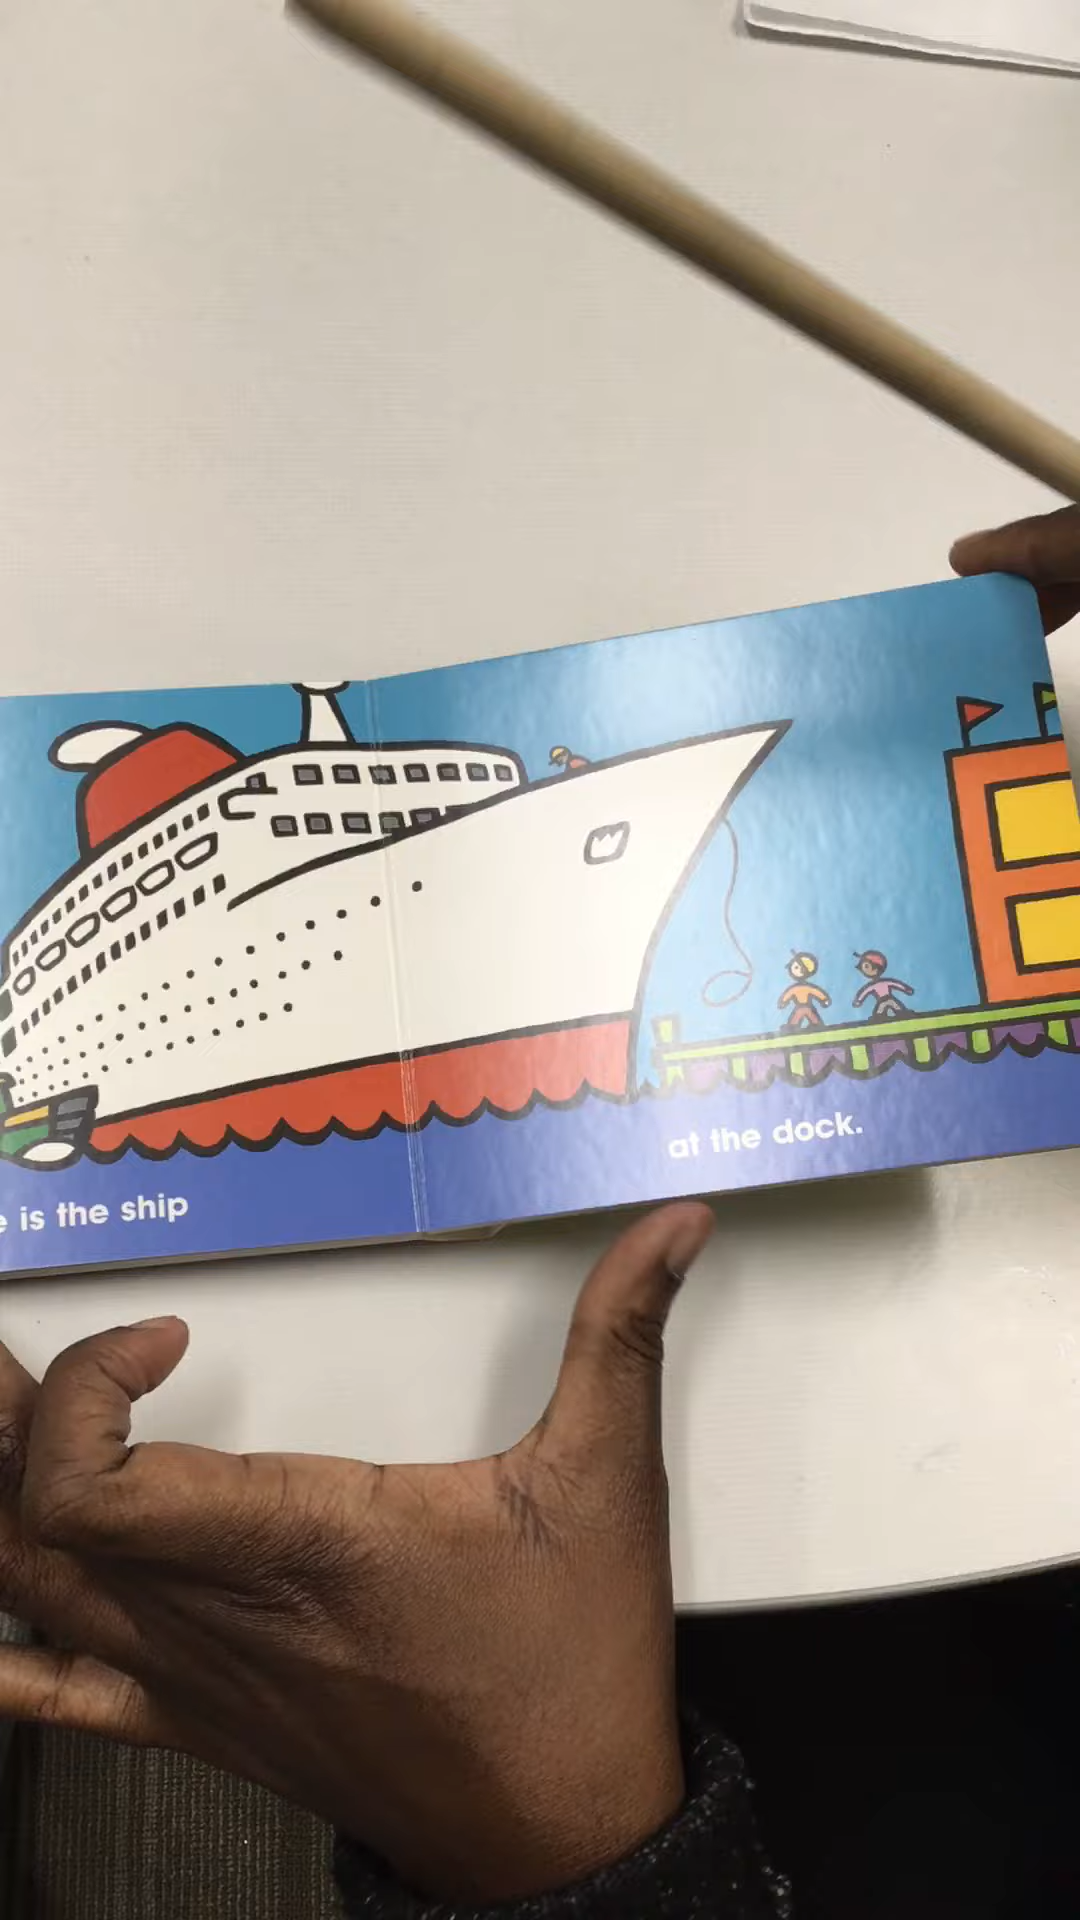 is the ship
at the dock.